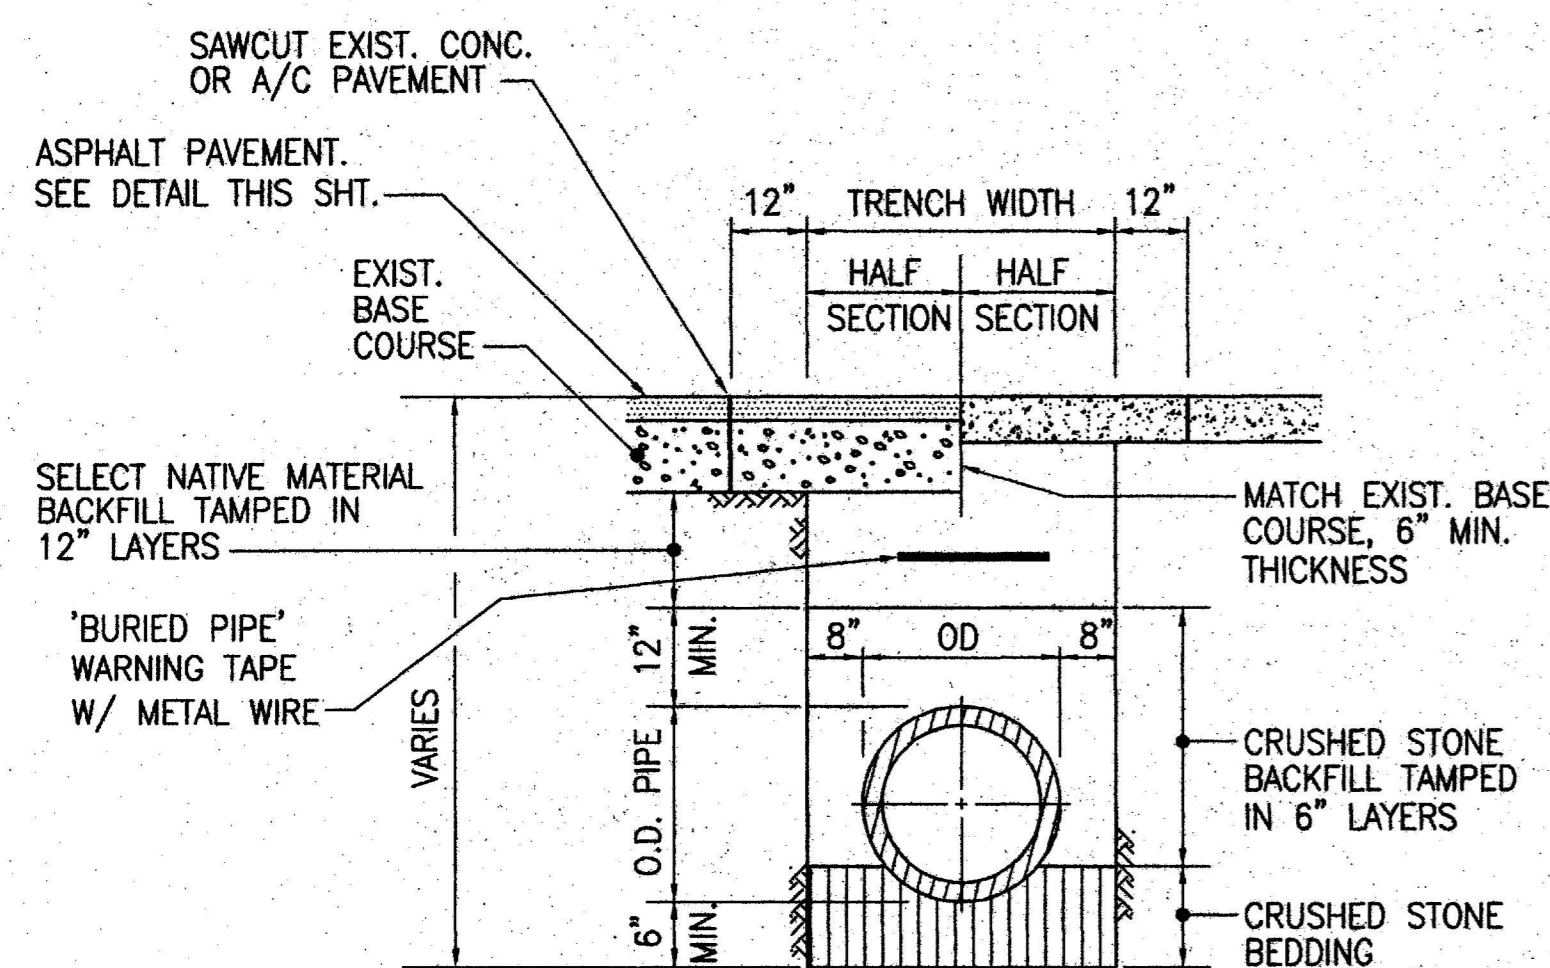 SAWCUT EXIST. CONC.
OR A/C PAVEMENT
ASPHALT PAVEMENT.
SEE DETAIL THIS SHT.
12" TRENCH WIDTH 12"
EXIST.
BASE
COURSE
HALF HALF
SECTION SECTION
SELECT NATIVE MATERIAL
BACKFILL TAMPED IN
12" LAYERS
MATCH EXIST. BASE
COURSE, 6" MIN.
THICKNESS
'BURIED PIPE'
WARNING TAPE
W/ METAL WIRE
VARIES
12"
MIN.
8" OD 8"
O.D. PIPE
6"
MIN.
CRUSHED STONE
BACKFILL TAMPED
IN 6" LAYERS
CRUSHED STONE
BEDDING